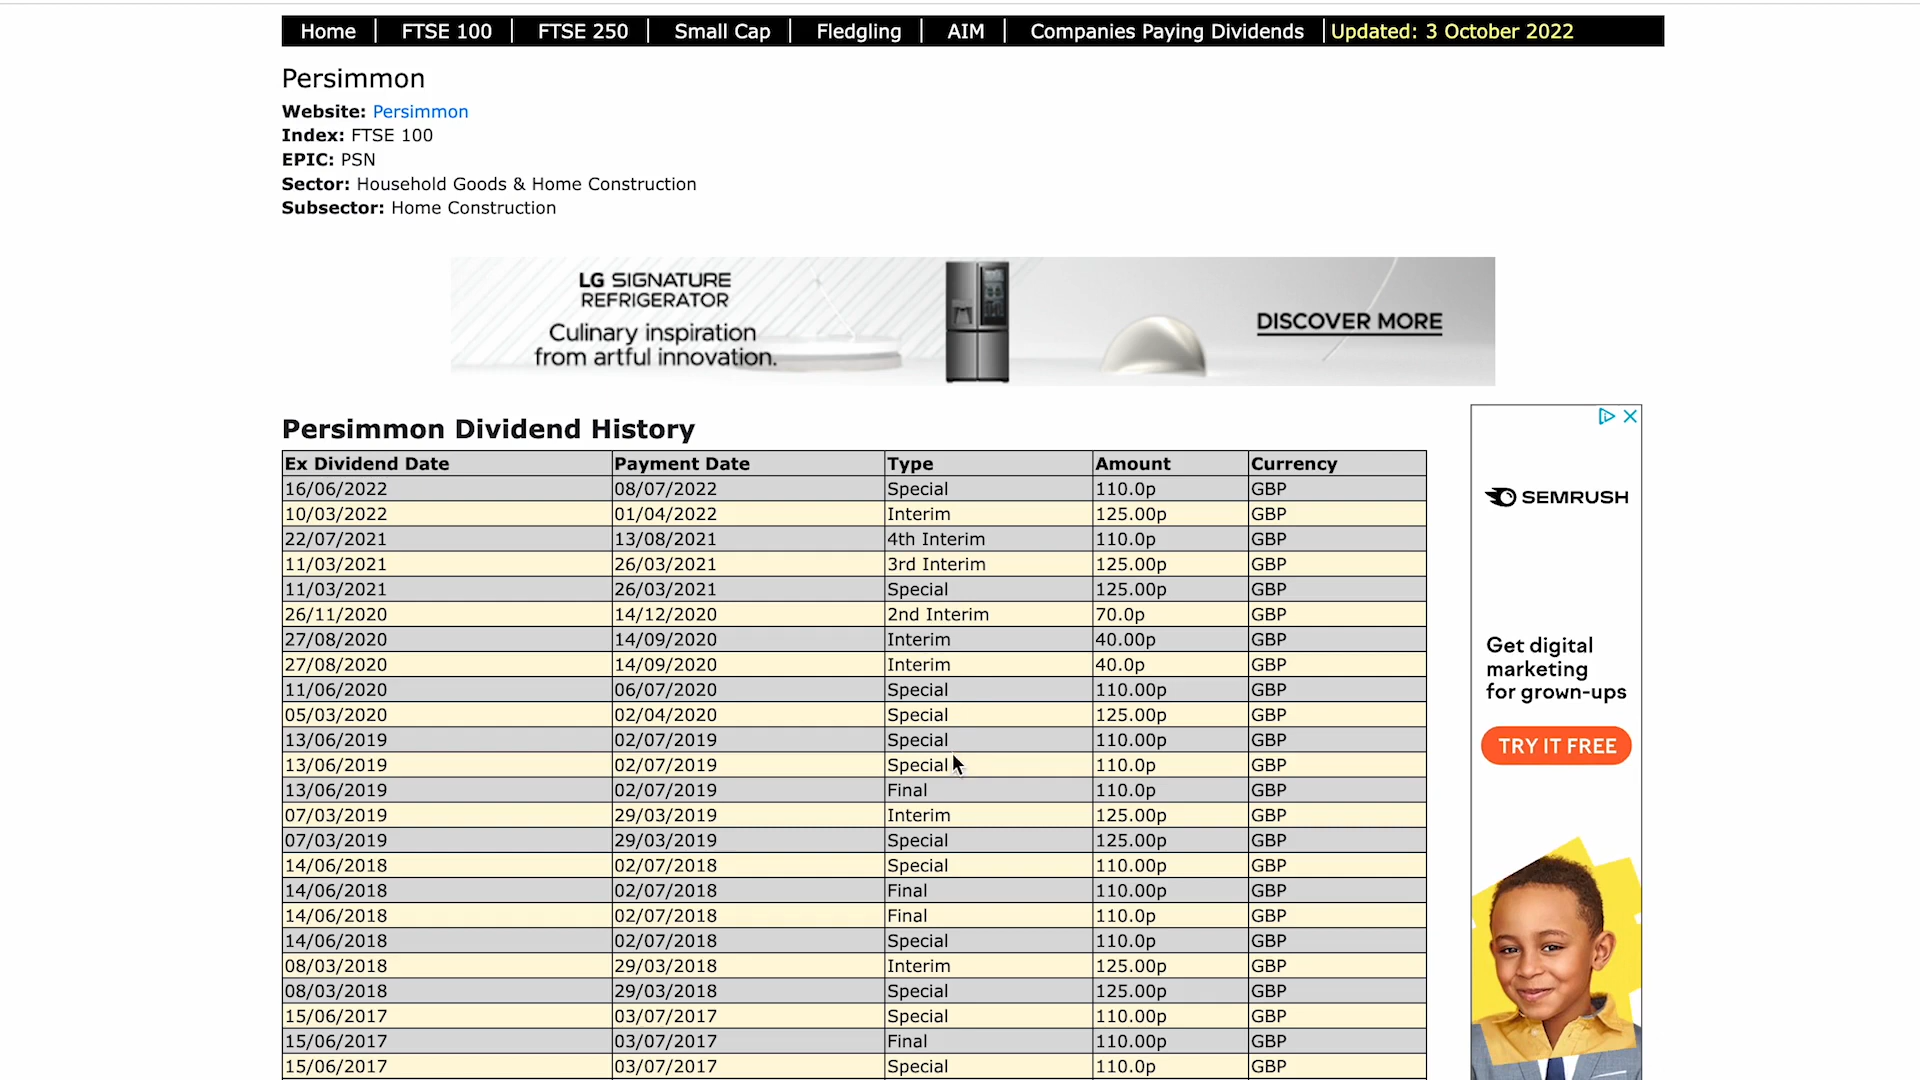 Home FTSE 100 FTSE 250 Small Cap Fledgling AIM Companies Paying Dividends Updated: 3 October 2022
Persimmon
Website: Persimmon
Index: FTSE 100
EPIC: PSN
Sector: Household Goods & Home Construction
Subsector: Home Construction
LG SIGNATURE
REFRIGERATOR
Culinary inspiration
from artful innovation.
DISCOVER MORE
Persimmon Dividend History
Ex Dividend Date Payment Date Type Amount Currency
16/06/2022 08/07/2022 Special 110.0p GBP
10/03/2022 01/04/2022 Interim 125.00p GBP
22/07/2021 13/08/2021 4th Interim 110.0p GBP
11/03/2021 26/03/2021 3rd Interim 125.00p GBP
11/03/2021 26/03/2021 Special 125.00p GBP
26/11/2020 14/12/2020 2nd Interim 70.0p GBP
27/08/2020 14/09/2020 Interim 40.00p GBP
27/08/2020 14/09/2020 Interim 40.0p GBP
11/06/2020 06/07/2020 Special 110.00p GBP
05/03/2020 02/04/2020 Special 125.00p GBP
13/06/2019 02/07/2019 Special 110.00p GBP
13/06/2019 02/07/2019 Special 110.0p GBP
13/06/2019 02/07/2019 Final 110.0p GBP
07/03/2019 29/03/2019 Interim 125.00p GBP
07/03/2019 29/03/2019 Special 125.00p GBP
14/06/2018 02/07/2018 Special 110.00p GBP
14/06/2018 02/07/2018 Final 110.00p GBP
14/06/2018 02/07/2018 Final 110.0p GBP
14/06/2018 02/07/2018 Special 110.0p GBP
08/03/2018 29/03/2018 Interim 125.00p GBP
08/03/2018 29/03/2018 Special 125.00p GBP
15/06/2017 03/07/2017 Special 110.00p GBP
15/06/2017 03/07/2017 Final 110.00p GBP
15/06/2017 03/07/2017 Special 110.0p GBP
SEMRUSH
Get digital
marketing
for grown-ups
TRY IT FREE